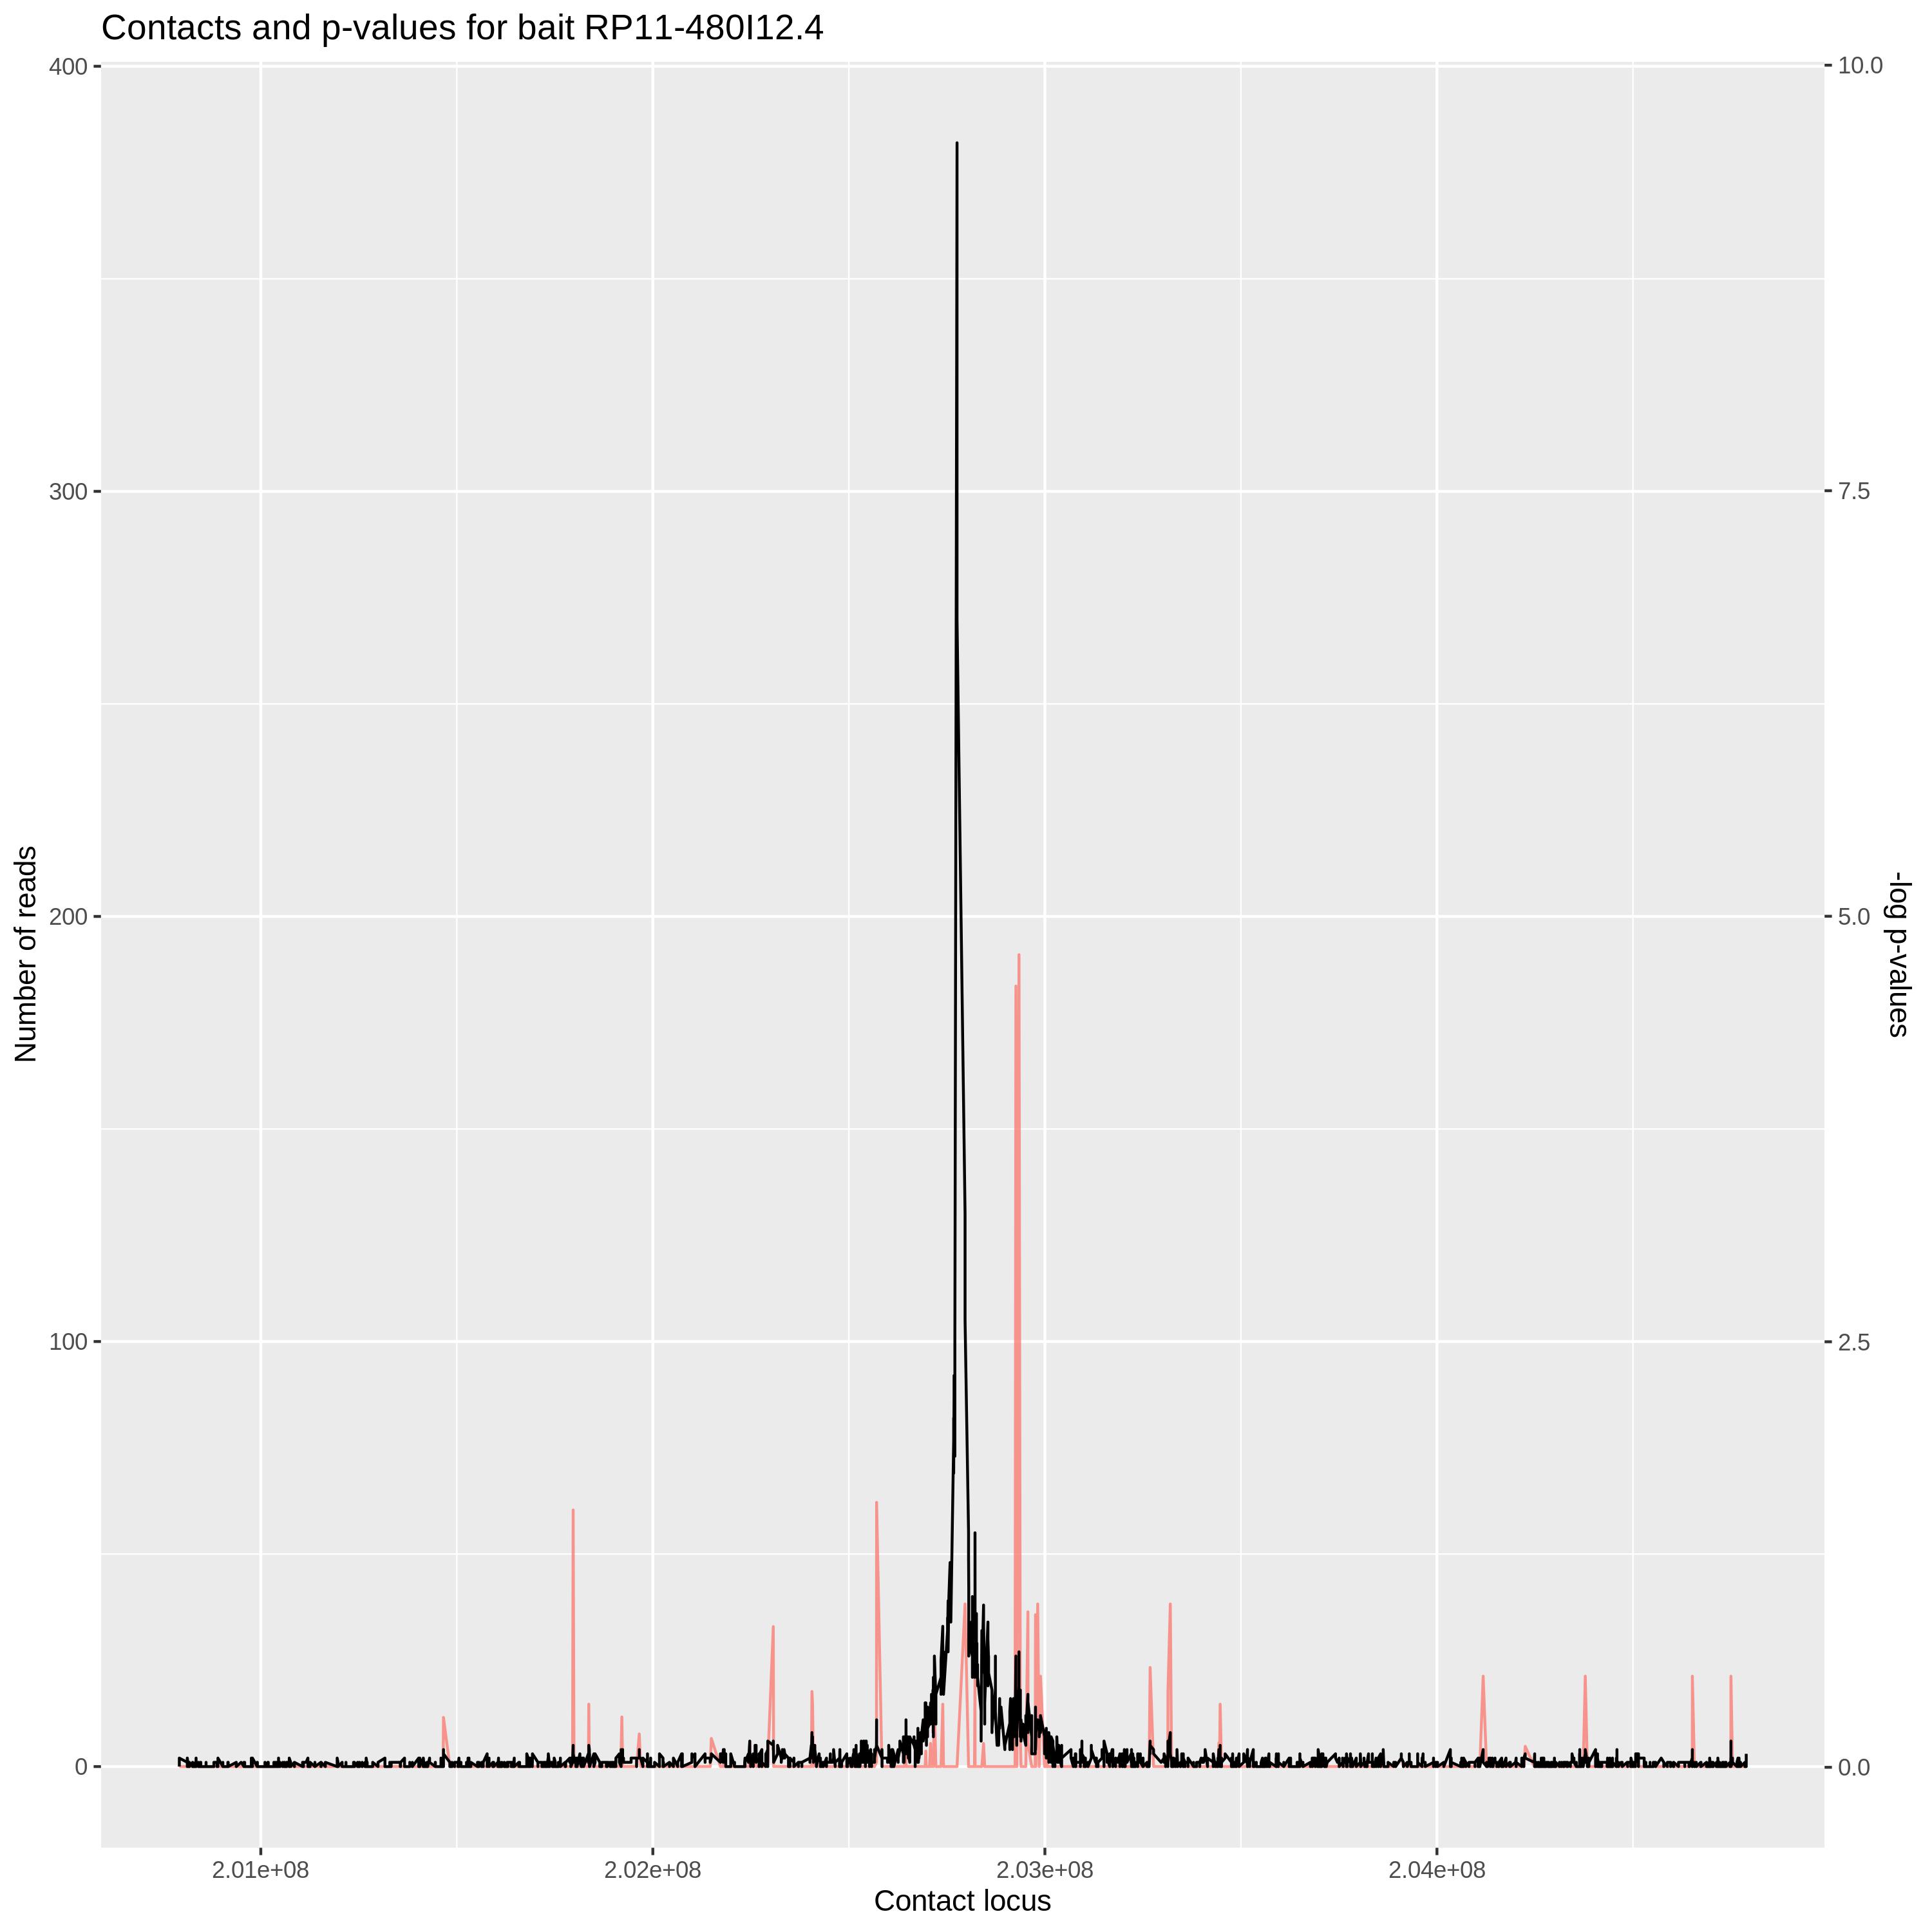 Contacts and p-values for bait RP11-480I12.4
400
300
200
100
0
Number of reads
10.0
7.5
5.0
2.5
0.0
-log p-values
2.01e+08
2.02e+08
2.03e+08
2.04e+08
Contact locus